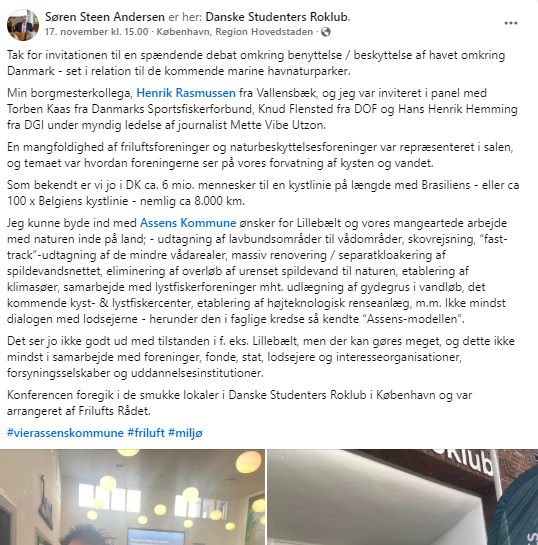 Søren Steen Andersen er her: Danske Studenters Roklub.
17. november kl. 15.00 · København, Region Hovedstaden ·
Tak for invitationen til en spændende debat omkring benyttelse / beskyttelse af havet omkring
Danmark - set i relation til de kommende marine havnaturparker.
Min borgmesterkollega, Henrik Rasmussen fra Vallensbæk, og jeg var inviteret i panel med
Torben Kaas fra Danmarks Sportsfiskerforbund, Knud Flensted fra DOF og Hans Henrik Hemming
fra DGI under myndig ledelse af journalist Mette Vibe Utzon.
En mangfoldighed af friluftsforeninger og naturbeskyttelsesforeninger var repræsenteret i salen,
og temaet var hvordan foreningerne ser på vores forvatning af kysten og vandet.
Som bekendt er vi jo i DK ca. 6 mio. mennesker til en kystlinie på længde med Brasiliens - eller ca
100 x Belgiens kystlinie - nemlig ca 8.000 km.
Jeg kunne byde ind med Assens Kommune ønsker for Lillebælt og vores mangeartede arbejde
med naturen inde på land; - udtagning af lavbundsområder til vådområder, skovrejsning, "fast-
track"-udtagning af de mindre vådarealer, massiv renovering / separatkloakering af
spildevandsnettet, eliminering af overløb af urenset spildevand til naturen, etablering af
klimasøer, samarbejde med lystfiskerforeninger mht. udlægning af gydegrus i vandløb, det
kommende kyst- & lystfiskercenter, etablering af højteknologisk renseanlæg, m.m. Ikke mindst
dialogen med lodsejerne - herunder den i faglige kredse så kendte "Assens-modellen".
Det ser jo ikke godt ud med tilstanden i f. eks. Lillebælt, men der kan gøres meget, og dette ikke
mindst i samarbejde med foreninger, fonde, stat, lodsejere og interesseorganisationer,
forsyningsselskaber og uddannelsesinstitutioner.
Konferencen foregik i de smukke lokaler i Danske Studenters Roklub i København og var
arrangeret af Frilufts Rådet.
#vierassenskommune #friluft #miljø
oklub